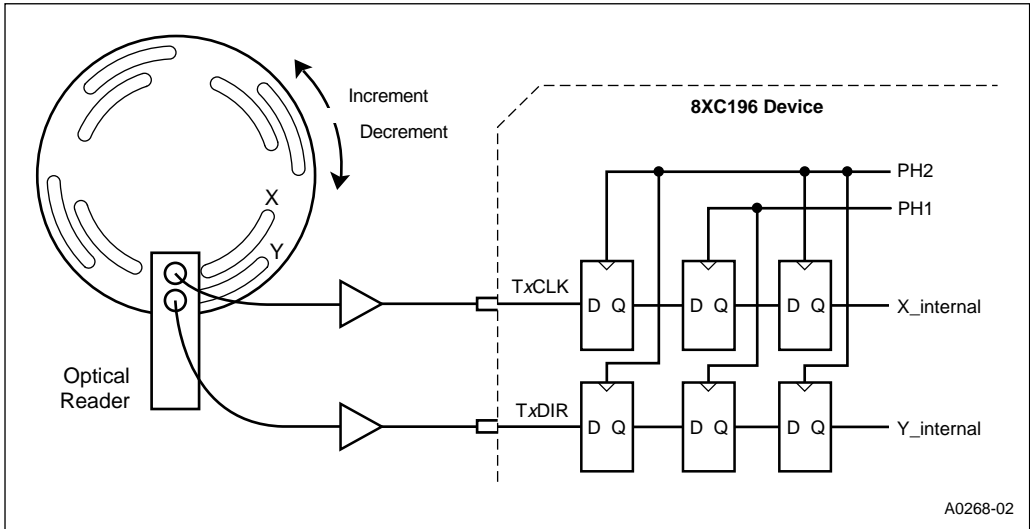 Increment
Decrement
8XC196 Device
PH2
PH1
X
Y
TxCLK
D Q
D Q
D Q
X_internal
Optical
Reader
TxDIR
D Q
D Q
D Q
Y_internal
A0268-02